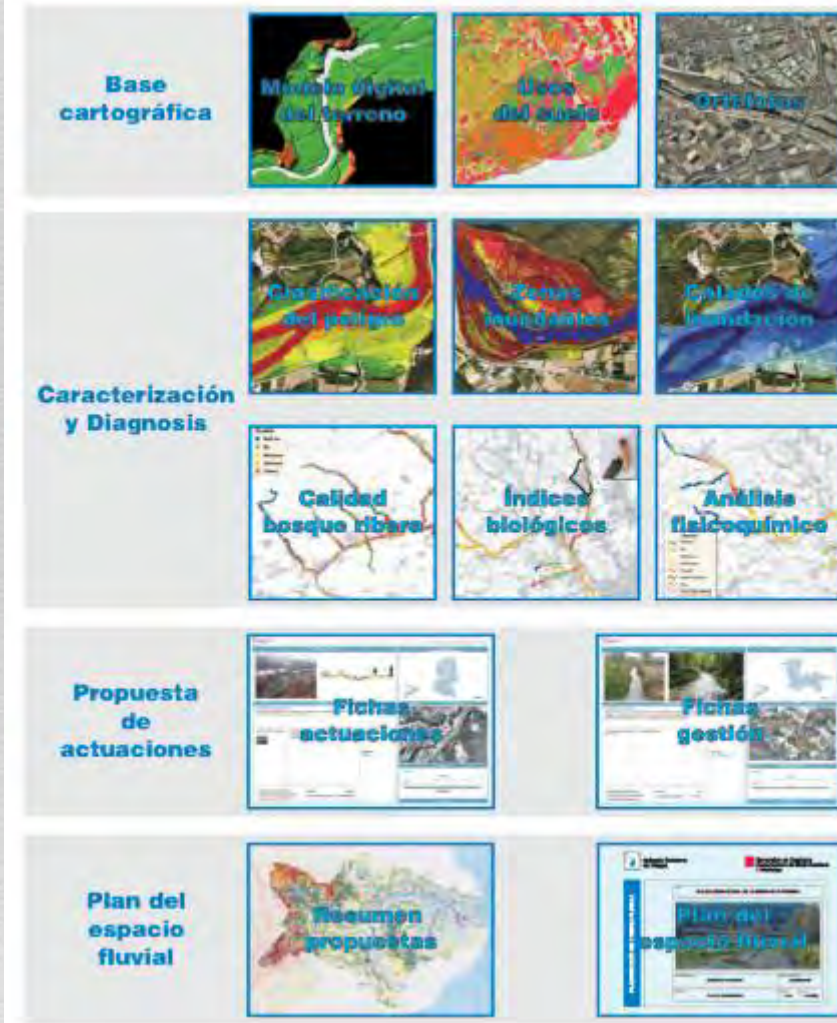 Base
cartográfica
Modelo digital
del terreno
Usos
del suelo
Ortofotos
Caracterización
y Diagnosis
Clasificación
del peligro
Zonas
inundables
Calados de
inundación
Calidad
bosque ribera
Índices
biológicos
Análisis
fisicoquímico
Propuesta
de
actuaciones
Fichas
actuaciones
Fichas
gestión
Plan del
espacio
fluvial
Resumen
propuestas
Plan del
espacio fluvial